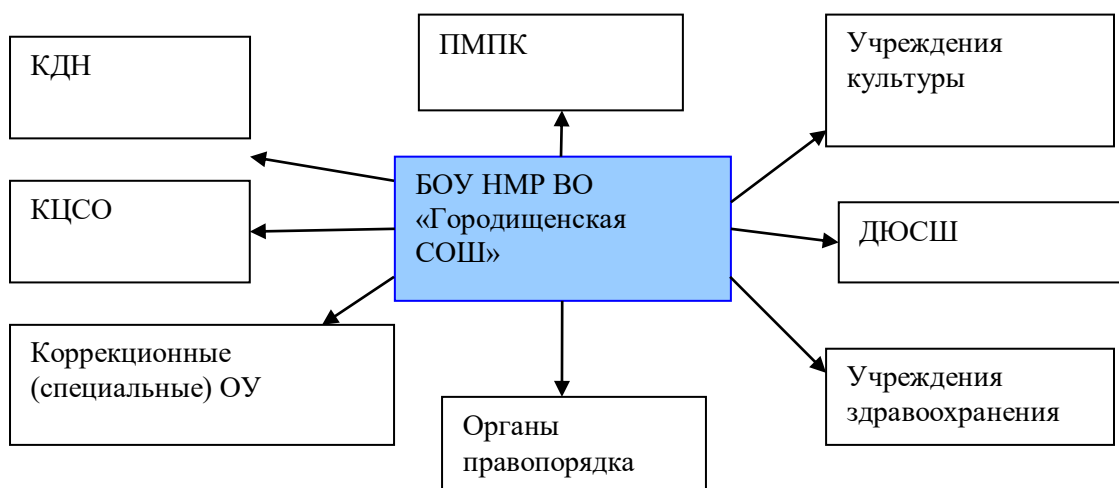 КДН
ПМПК
Учреждения
культуры
КЦСО
БОУ НМР ВО
«Городищенская
СОШ»
ДЮСШ
Коррекционные
(специальные) ОУ
Органы
правопорядка
Учреждения
здравоохранения